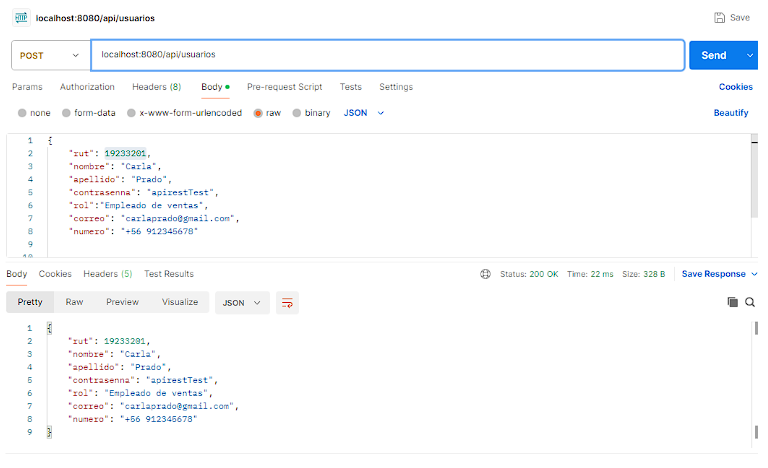 HTTP localhost:8080/api/usuarios Save
POST localhost:8080/api/usuarios Send
Params Authorization Headers (8) Body Pre-request Script Tests Settings Cookies
none form-data x-www-form-urlencoded raw binary JSON Beautify
1 {
2 "rut": 19233201,
3 "nombre": "Carla",
4 "apellido": "Prado",
5 "contrasenna": "apirestTest",
6 "rol":"Empleado de ventas",
7 "correo": "carlaprado@gmail.com",
8 "numero": "+56 912345678"
9
10
Body Cookies Headers (5) Test Results Status: 200 OK Time: 22 ms Size: 328 B Save Response
Pretty Raw Preview Visualize JSON
1 {
2 "rut": 19233201,
3 "nombre": "Carla",
4 "apellido": "Prado",
5 "contrasenna": "apirestTest",
6 "rol": "Empleado de ventas",
7 "correo": "carlaprado@gmail.com",
8 "numero": "+56 912345678"
9 }